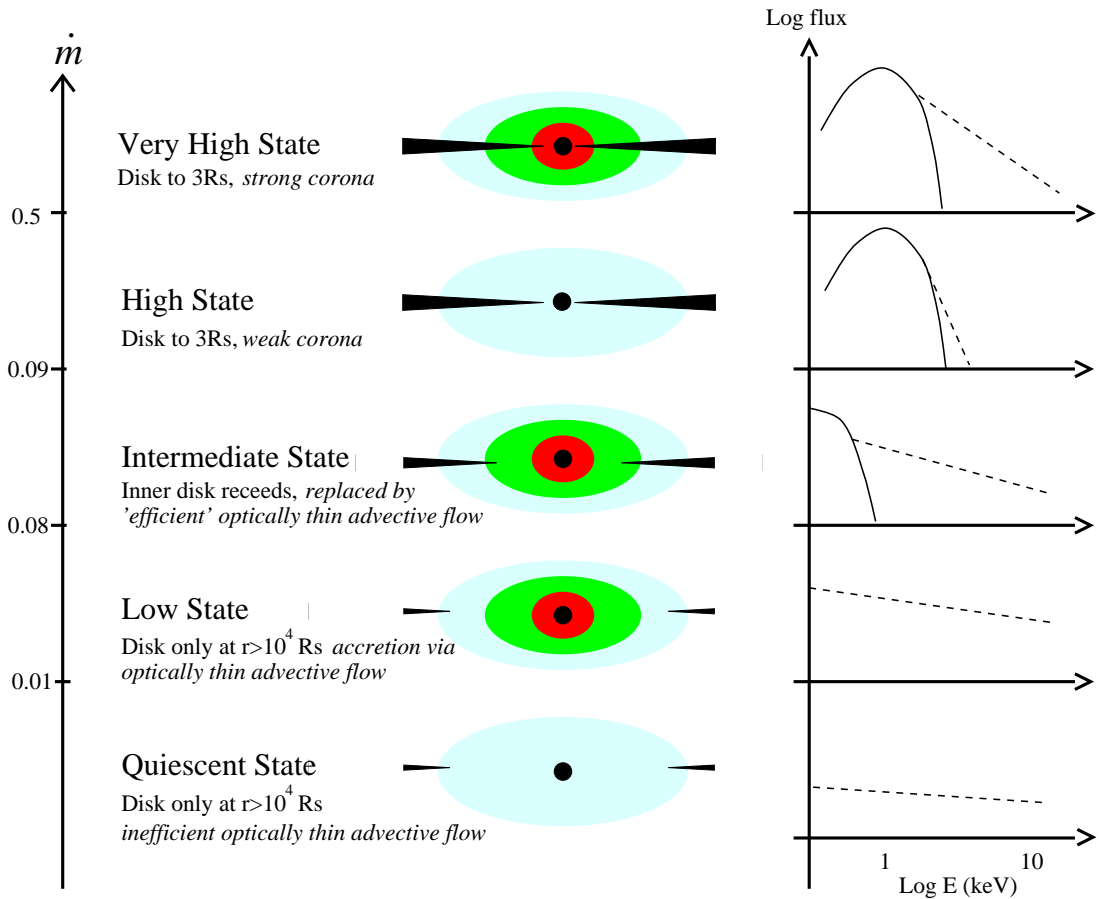 Log flux
ṁ
Very High State
Disk to 3Rs, strong corona
0.5
High State
Disk to 3Rs, weak corona
0.09
Intermediate State
Inner disk receeds, replaced by
'efficient' optically thin advective flow
0.08
Low State
Disk only at r>10⁴ Rs accretion via
optically thin advective flow
0.01
Quiescent State
Disk only at r>10⁴ Rs
inefficient optically thin advective flow
1 10
Log E (keV)